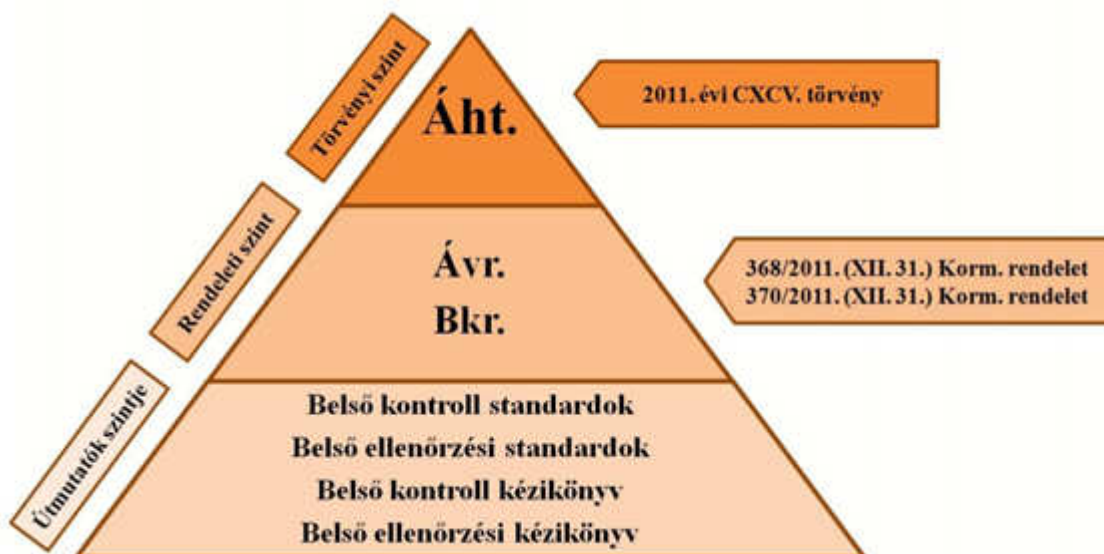 Törvényi szint
Áht.
2011. évi CXCV. törvény
Rendeleti szint
Ávr.
Bkr.
368/2011. (XII. 31.) Korm. rendelet
370/2011. (XII. 31.) Korm. rendelet
Útmutatók szintje
Belső kontroll standardok
Belső ellenőrzési standardok
Belső kontroll kézikönyv
Belső ellenőrzési kézikönyv